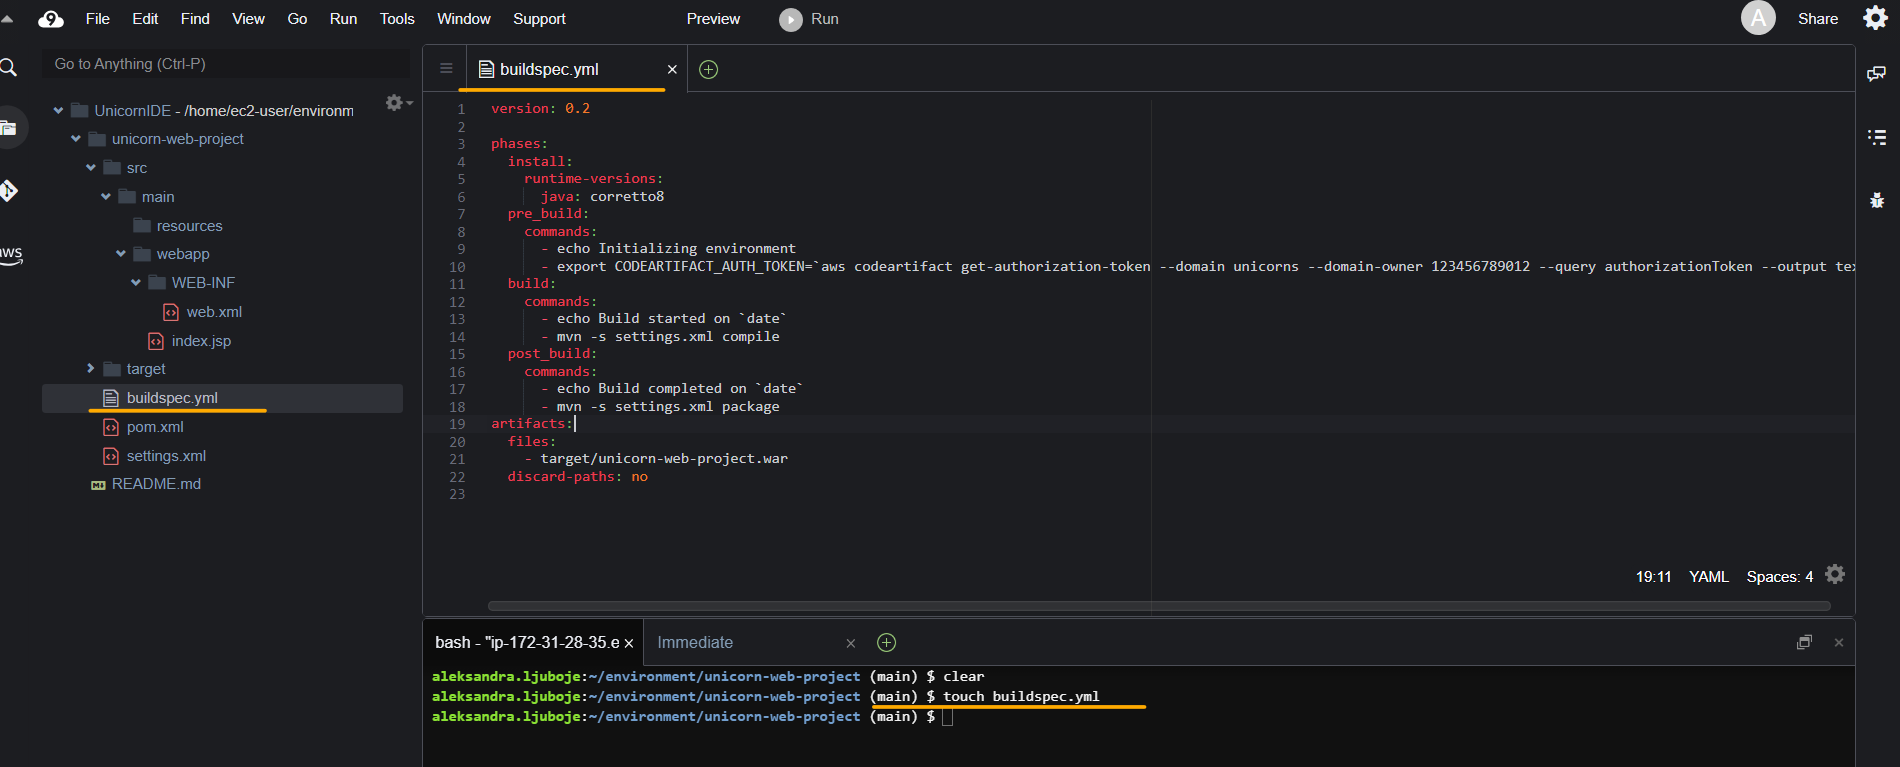 File Edit Find View Go Run Tools Window Support Preview Run A Share
Go to Anything (Ctrl-P)
UnicornIDE - /home/ec2-user/environm
unicorn-web-project
src
main
resources
webapp
WEB-INF
web.xml
index.jsp
target
buildspec.yml
pom.xml
settings.xml
README.md
aws
buildspec.yml
1 version: 0.2
2
3 phases:
4 install:
5 runtime-versions:
6 java: corretto8
7 pre_build:
8 commands:
9 - echo Initializing environment
10 - export CODEARTIFACT_AUTH_TOKEN=`aws codeartifact get-authorization-token --domain unicorns --domain-owner 123456789012 --query authorizationToken --output tex
11 build:
12 commands:
13 - echo Build started on `date`
14 - mvn -s settings.xml compile
15 post_build:
16 commands:
17 - echo Build completed on `date`
18 - mvn -s settings.xml package
19 artifacts:
20 files:
21 - target/unicorn-web-project.war
22 discard-paths: no
23
19:11 YAML Spaces: 4
bash - "ip-172-31-28-35.e Immediate
aleksandra.ljuboje:~/environment/unicorn-web-project (main) $ clear
aleksandra.ljuboje:~/environment/unicorn-web-project (main) $ touch buildspec.yml
aleksandra.ljuboje:~/environment/unicorn-web-project (main) $